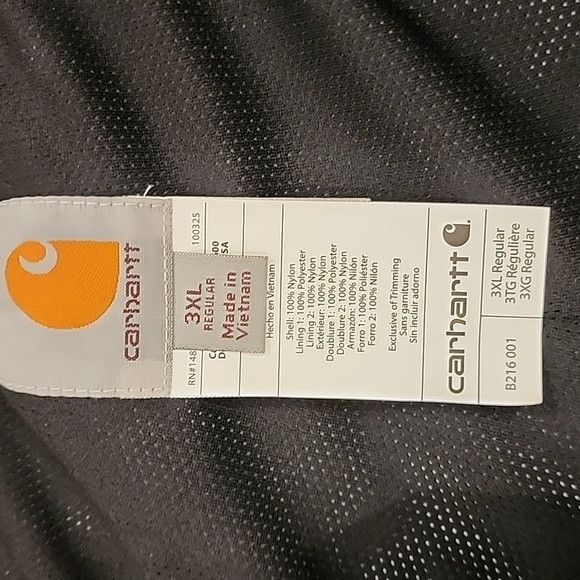 carhartt
3XL
REGULAR
Made in
Vietnam
RN#148
100325
Hecho en Vietnam
Shell: 100% Nylon
Lining 1: 100% Polyester
Lining 2: 100% Nylon
Extérieur: 100% Nylon
Doublure 1: 100% Polyester
Doublure 2: 100% Nylon
Armazón: 100% Nilón
Forro 1: 100% Poliéster
Forro 2: 100% Nilón
Exclusive of Trimming
Sans garniture
Sin incluir adorno
carhartt
B216 001
3XL Regular
3TG Régulière
3XG Regular